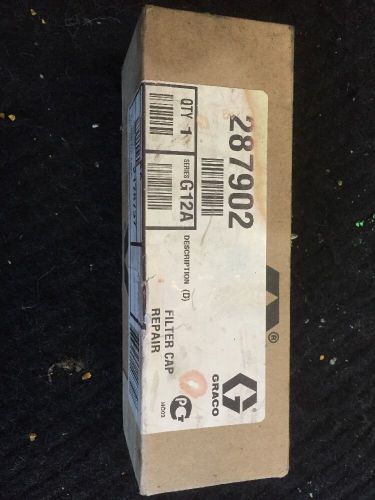 287902
QTY 1
SERIES G12A
DESCRIPTION (D)
FILTER CAP
REPAIR
®
GRACO